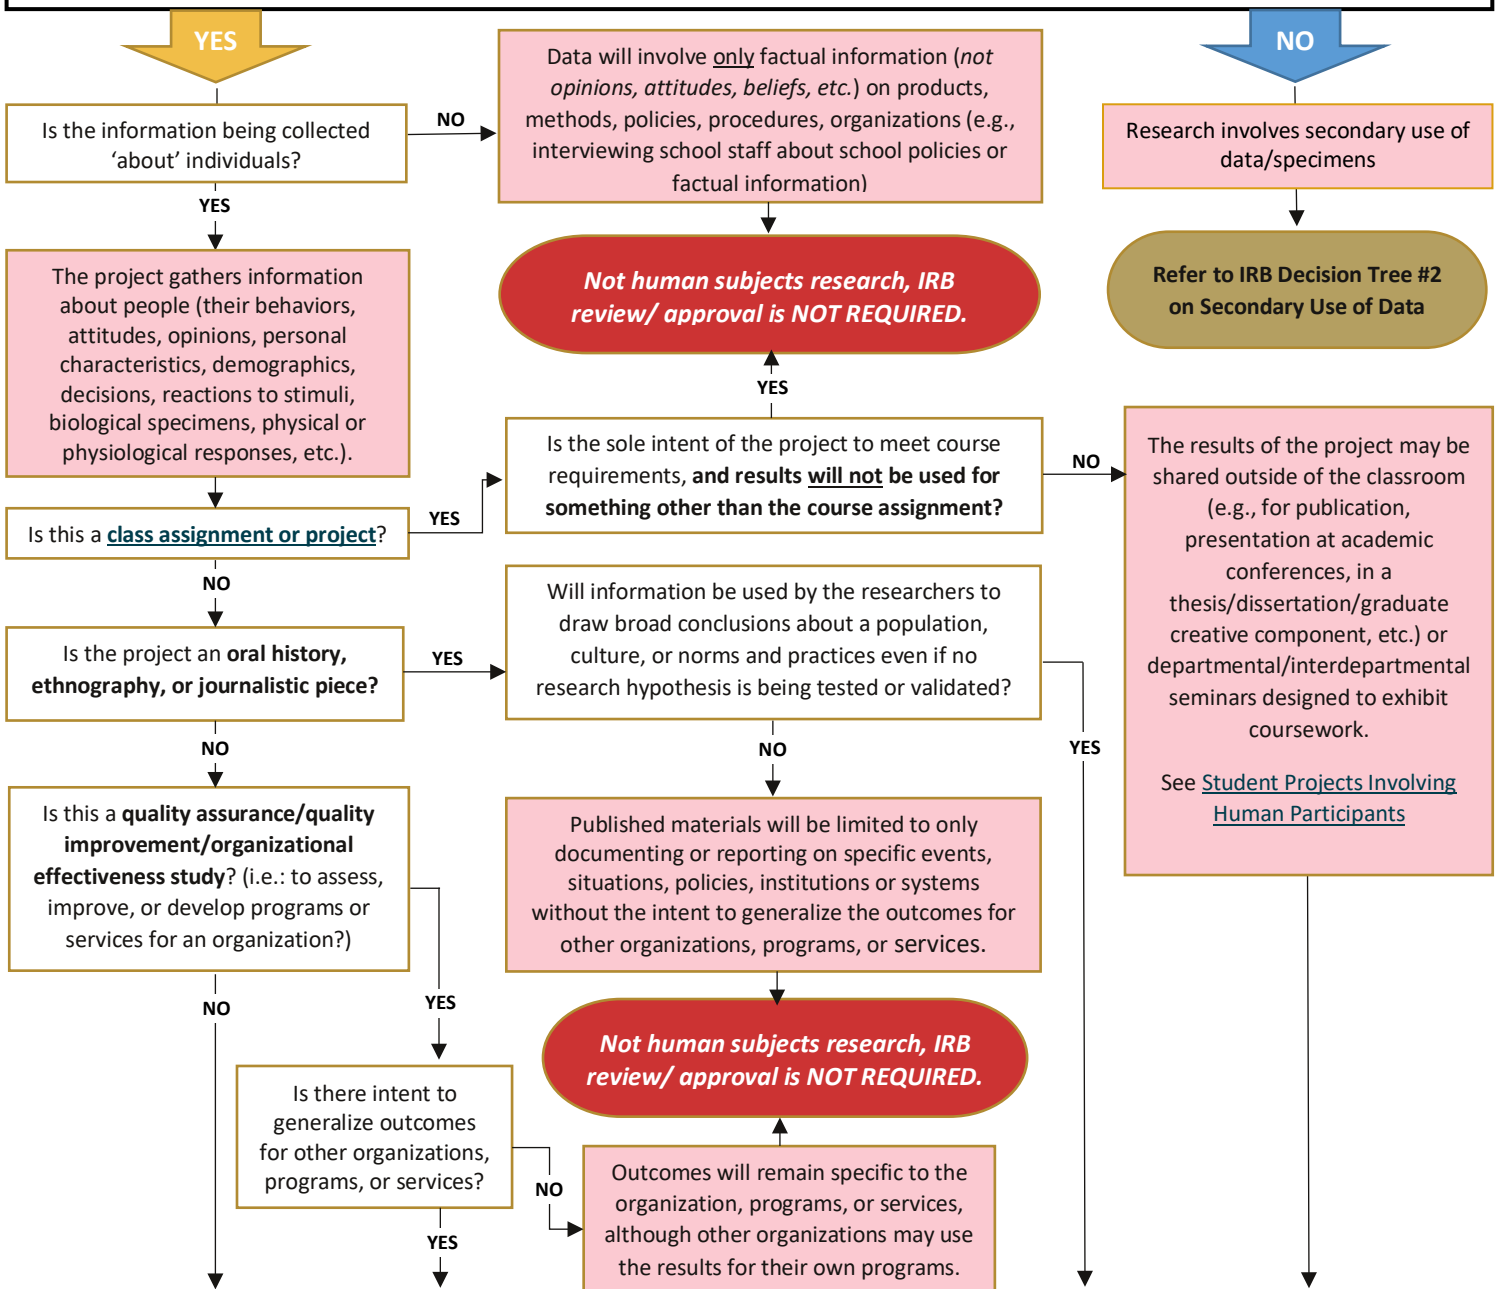 YES
NO
Is the information being collected
‘about’ individuals?
NO
Data will involve only factual information (not
opinions, attitudes, beliefs, etc.) on products,
methods, policies, procedures, organizations (e.g.,
interviewing school staff about school policies or
factual information)
Research involves secondary use of
data/specimens
YES
The project gathers information
about people (their behaviors,
attitudes, opinions, personal
characteristics, demographics,
decisions, reactions to stimuli,
biological specimens, physical or
physiological responses, etc.).
Not human subjects research, IRB
review/ approval is NOT REQUIRED.
Refer to IRB Decision Tree #2
on Secondary Use of Data
YES
Is this a class assignment or project?
YES
Is the sole intent of the project to meet course
requirements, and results will not be used for
something other than the course assignment?
NO
The results of the project may be
shared outside of the classroom
(e.g., for publication,
presentation at academic
conferences, in a
thesis/dissertation/graduate
creative component, etc.) or
departmental/interdepartmental
seminars designed to exhibit
coursework.
See Student Projects Involving
Human Participants
NO
Is the project an oral history,
ethnography, or journalistic piece?
YES
Will information be used by the researchers to
draw broad conclusions about a population,
culture, or norms and practices even if no
research hypothesis is being tested or validated?
YES
NO
NO
Is this a quality assurance/quality
improvement/organizational
effectiveness study? (i.e.: to assess,
improve, or develop programs or
services for an organization?)
Published materials will be limited to only
documenting or reporting on specific events,
situations, policies, institutions or systems
without the intent to generalize the outcomes for
other organizations, programs, or services.
NO
YES
Not human subjects research, IRB
review/ approval is NOT REQUIRED.
Is there intent to
generalize outcomes
for other organizations,
programs, or services?
NO
YES
Outcomes will remain specific to the
organization, programs, or services,
although other organizations may use
the results for their own programs.